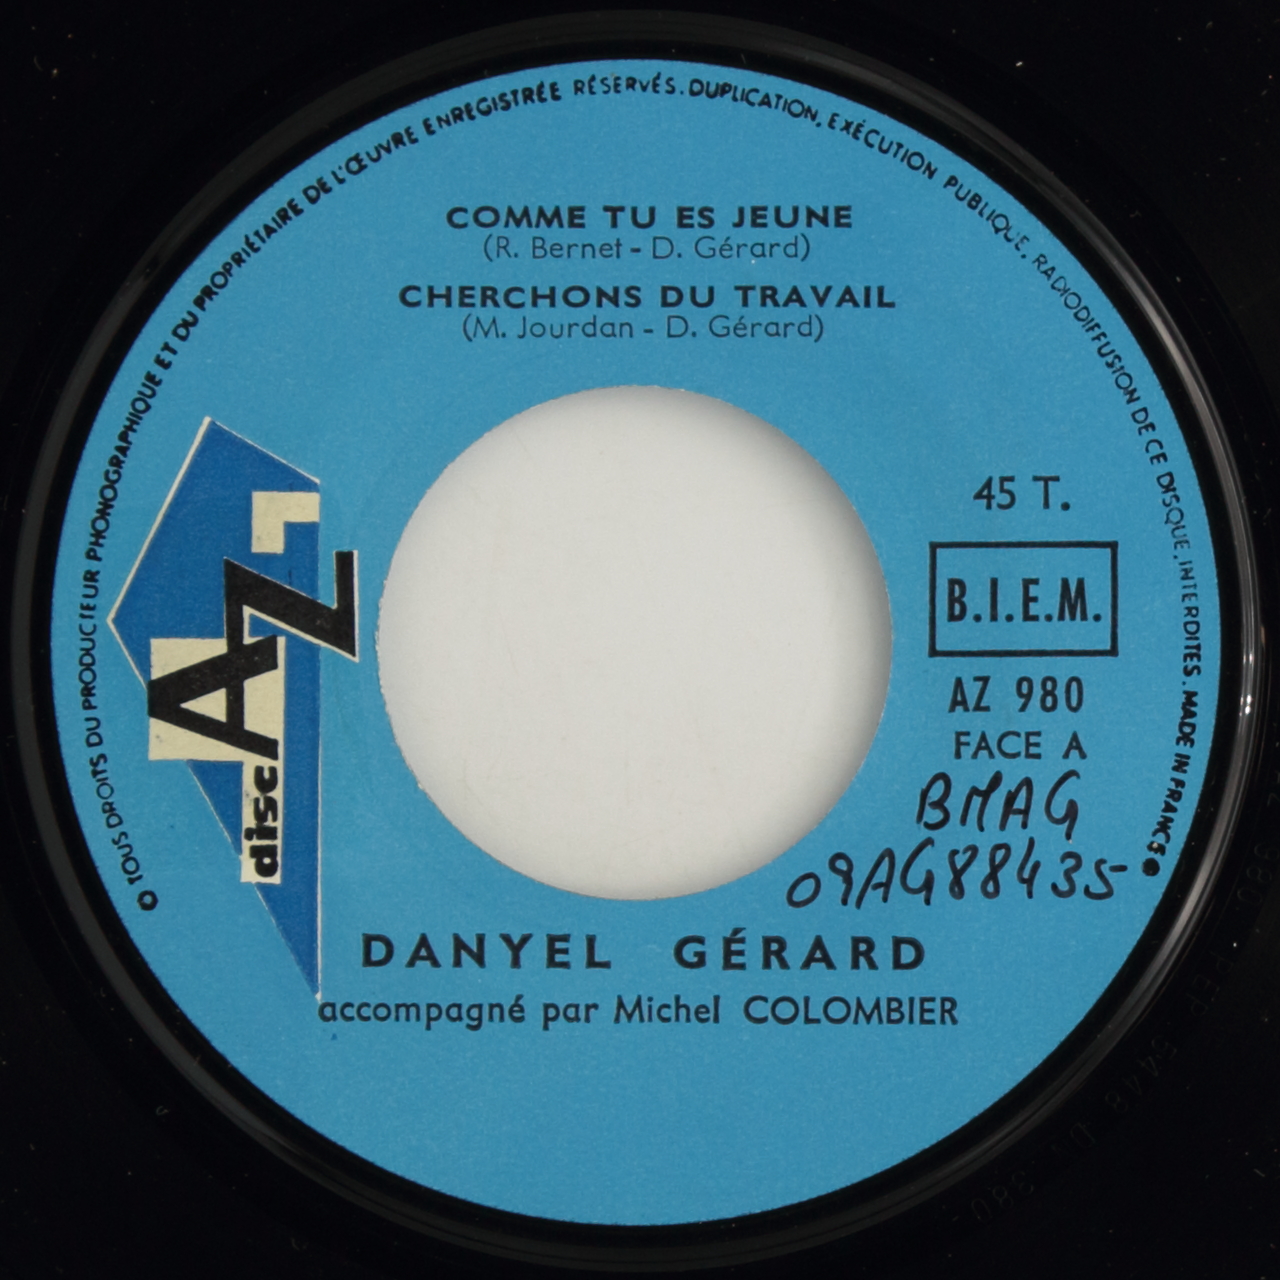 TOUS DROITS DU PRODUCTEUR PHONOGRAPHIQUE ET DU PROPRIÉTAIRE DE L'ŒUVRE ENREGISTRÉE RÉSERVÉS. DUPLICATION, EXÉCUTION PUBLIQUE, RADIODIFFUSION DE CE DISQUE, INTERDITES. MADE IN FRANCE
COMME TU ES JEUNE
(R. Bernet - D. Gérard)
CHERCHONS DU TRAVAIL
(M. Jourdan - D. Gérard)
disc AZ
45 T.
B.I.E.M.
AZ 980
FACE A
BMAG
09AG88435
DANYEL GÉRARD
accompagné par Michel COLOMBIER